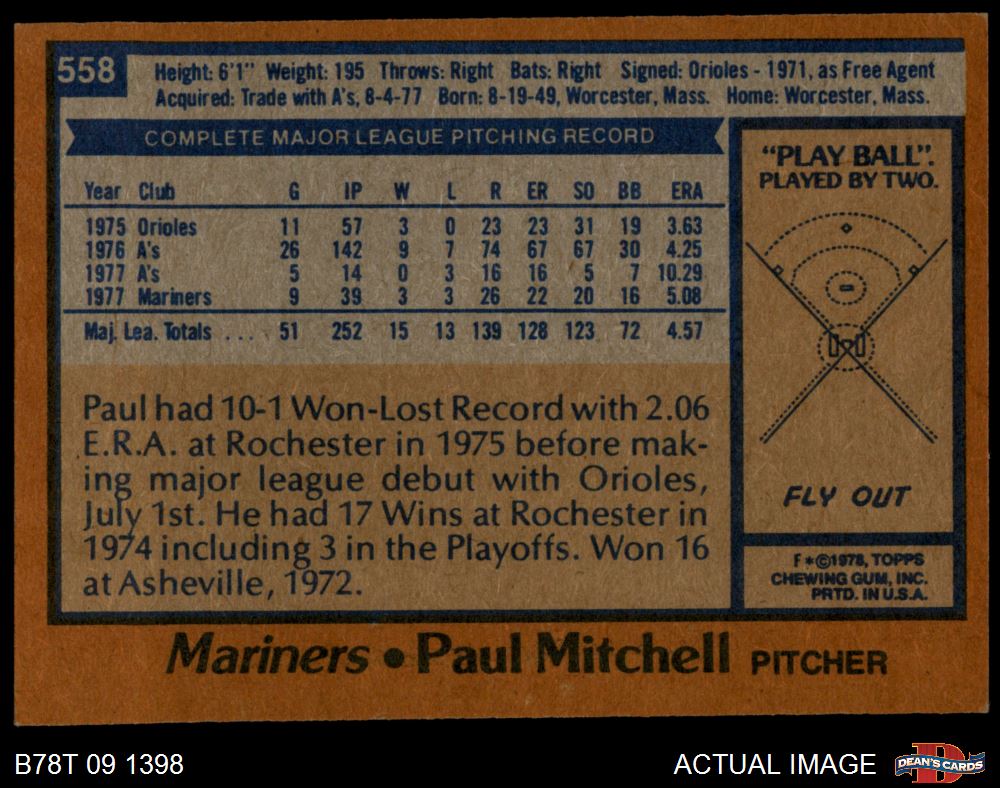 558
Height: 6'1" Weight: 195 Throws: Right Bats: Right Signed: Orioles - 1971, as Free Agent
Acquired: Trade with A's, 8-4-77 Born: 8-19-49, Worcester, Mass. Home: Worcester, Mass.
COMPLETE MAJOR LEAGUE PITCHING RECORD
Year Club G IP W L R ER SO BB ERA
1975 Orioles 11 57 3 0 23 23 31 19 3.63
1976 A's 26 142 9 7 74 67 67 30 4.25
1977 A's 5 14 0 3 16 16 5 7 10.29
1977 Mariners 9 39 3 3 26 22 20 16 5.08
Maj. Lea. Totals . . . 51 252 15 13 139 128 123 72 4.57
Paul had 10-1 Won-Lost Record with 2.06
E.R.A. at Rochester in 1975 before mak-
ing major league debut with Orioles,
July 1st. He had 17 Wins at Rochester in
1974 including 3 in the Playoffs. Won 16
at Asheville, 1972.
"PLAY BALL".
PLAYED BY TWO.
FLY OUT
F*©1978, TOPPS
CHEWING GUM, INC.
PRTD. IN U.S.A.
Mariners • Paul Mitchell PITCHER
B78T 09 1398
ACTUAL IMAGE
D
DEAN'S CARDS